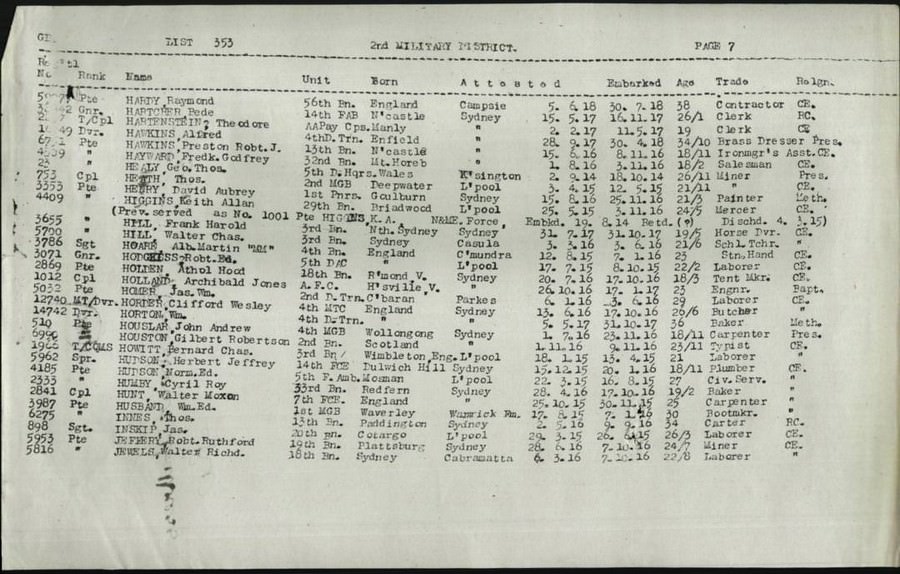 LIST 353 2nd MILITARY DISTRICT. PAGE 7
No Rank Name Unit Born Attested Embarked Age Trade Relgn.
Pte HARDY, Raymond 56th Bn. England Campsie 5. 6.18 30. 7.18 38 Contractor CE.
Gnr. HARTCHER, Bede 14th FAB N'castle Sydney 15. 5.17 16.11.17 26/1 Clerk RC.
T/Cpl HARTENSTEIN, Theodore AAPay Cps. Manly " 2. 2.17 11.5.17 19 Clerk CE
Dvr. HAWKINS, Alfred 4thD.Trn. Enfield " 28. 9.17 30. 4.18 34/10 Brass Dresser Pres.
Pte HAWKINS, Preston Robt.J. 13th Bn. N'castle " 15. 6.16 8.11.16 18/11 Ironmgr's Asst. CE.
" HAYWARD, Fredk.Godfrey 32nd Bn. Mt.Horeb " 1. 8.16 3.11.16 18/2 Salesman CE.
" HEALY, Geo.Thos. 5th D.Hqrs. Wales K'sington 2. 9.14 18.10.14 26/11 Miner Pres.
753 Cpl HEATH, Thos. 2nd MGB Deepwater L'pool 3. 4.15 12. 5.15 21/11 " CE.
3353 Pte HENRY, David Aubrey 1st Pnrs. Goulburn Sydney 15. 8.16 25.11.16 21/3 Painter Meth.
4409 " HIGGINS, Keith Allan 29th Bn. Briadwood L'pool 25. 5.15 3.11.16 24/5 Mercer CE.
(Prev. served as No. 1001 Pte HIGGINS, K.A. N&ME. Force, Embkd. 19. 8.14 Retd. (?) Dischd. 4. 3.15)
3655 " HILL, Frank Harold 3rd Bn. Nth.Sydney Sydney 31. 7.17 31.10.17 19/5 Horse Dvr. CE.
5700 " HILL, Walter Chas. 3rd Bn. Sydney Casula 3. 3.16 3. 6.16 21/6 Schl.Tchr. "
3786 Sgt HOARE, Alb.Martin 4th Bn. England C'mundra 12. 8.15 7. 1.16 23 Stn.Hand CE.
3071 Gnr. HODGKISS, Robt.Ed. 5th D/C " L'pool 17. 7.15 8.10.15 22/2 Laborer CE.
2869 Pte HOLDEN, Athol Hood 18th Bn. R'mond V. Sydney 20. 7.16 17.10.16 18/3 Tent Mkr. CE.
1012 Cpl HOLLAND, Archibald Jones A.F.C. H'sville, V. " 26.10.16 17. 1.17 23 Engnr. Bapt.
5032 Pte HOMER, Jas.Wm. 2nd D.Trn. C'baran Parkes 6. 1.16 3. 6.16 29 Laborer CE.
12740 MT/Dvr. HORDER, Clifford Wesley 4th MTC England Sydney 13. 6.16 17.10.16 26/6 Butcher "
14742 Dvr. HORTON, Wm. 4th D.Trn. " " 5. 5.17 31.10.17 36 Baker Meth.
510 Pte HOUSLAR, John Andrew 4th MGB Wollongong Sydney 1. 7.16 23.11.16 18/11 Carpenter Pres.
6990 " HOUSTON, Gilbert Robertson 2nd Bn. Scotland " 1.11.16 9.11.16 23/11 Typist CE.
T/CQMS HOWITT, Bernard Chas. 3rd Bn/ Wimbleton, Eng. L'pool 18. 1.15 13. 4.15 21 Laborer "
5962 Spr. HUDSON, Herbert Jeffrey 14th FCE Dulwich Hill Sydney 15.12.15 20. 1.16 18/11 Plumber CE.
4185 Pte HUDSON, Norm.Ed. 5th F.Amb. Mosman L'pool 22. 3.15 16. 8.15 27 Civ.Serv. "
2333 " HUMBY, Cyril Roy 33rd Bn. Redfern Sydney 28. 4.16 17.10.16 19/2 Baker "
2841 Cpl HUNT, Walter Moxon 7th FCE. England " 25.10.15 30.11.15 25 Carpenter "
3987 Pte HUSBAND, Wm.Ed. 1st MGB Waverley Warwick Fm. 17. 8.15 7. 1.16 30 Bootmkr. "
6275 " INNES, Thos. 13th Bn. Paddington Sydney 2. 5.16 9. 9.16 34 Carter RC.
898 Sgt. INSKIP, Jas. 20th Bn. Cotargo L'pool 29. 3.15 26. 6.15 26/3 Laborer CE.
5953 Pte JEFFERY, Robt.Ruthford 19th Bn. Plattsburg Sydney 28. 6.16 7.10.16 24/7 Miner CE.
5816 " JEWELS, Walter Richd. 18th Bn. Sydney Cabramatta 6. 3.16 7.10.16 22/8 Laborer "